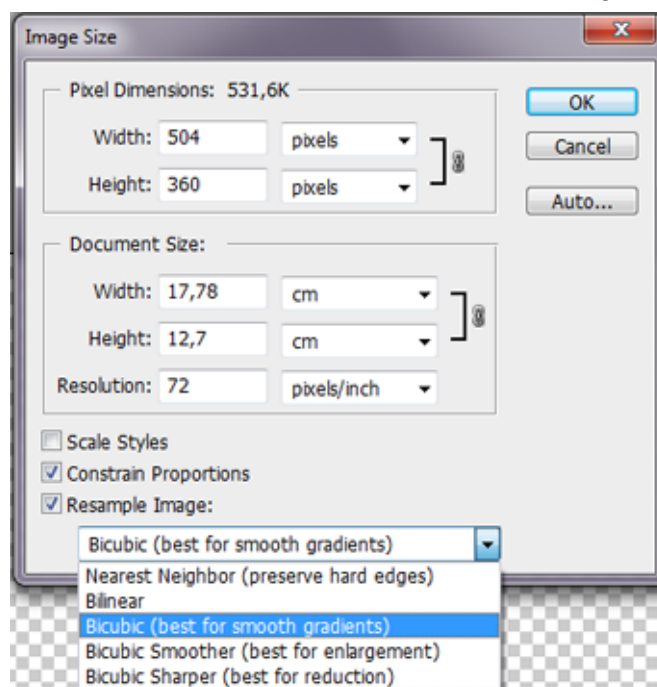 Image Size
Pixel Dimensions: 531,6K
OK
Width: 504 pixels
Cancel
Height: 360 pixels
Auto...
Document Size:
Width: 17,78 cm
Height: 12,7 cm
Resolution: 72 pixels/inch
Scale Styles
Constrain Proportions
Resample Image:
Bicubic (best for smooth gradients)
Nearest Neighbor (preserve hard edges)
Bilinear
Bicubic (best for smooth gradients)
Bicubic Smoother (best for enlargement)
Bicubic Sharper (best for reduction)